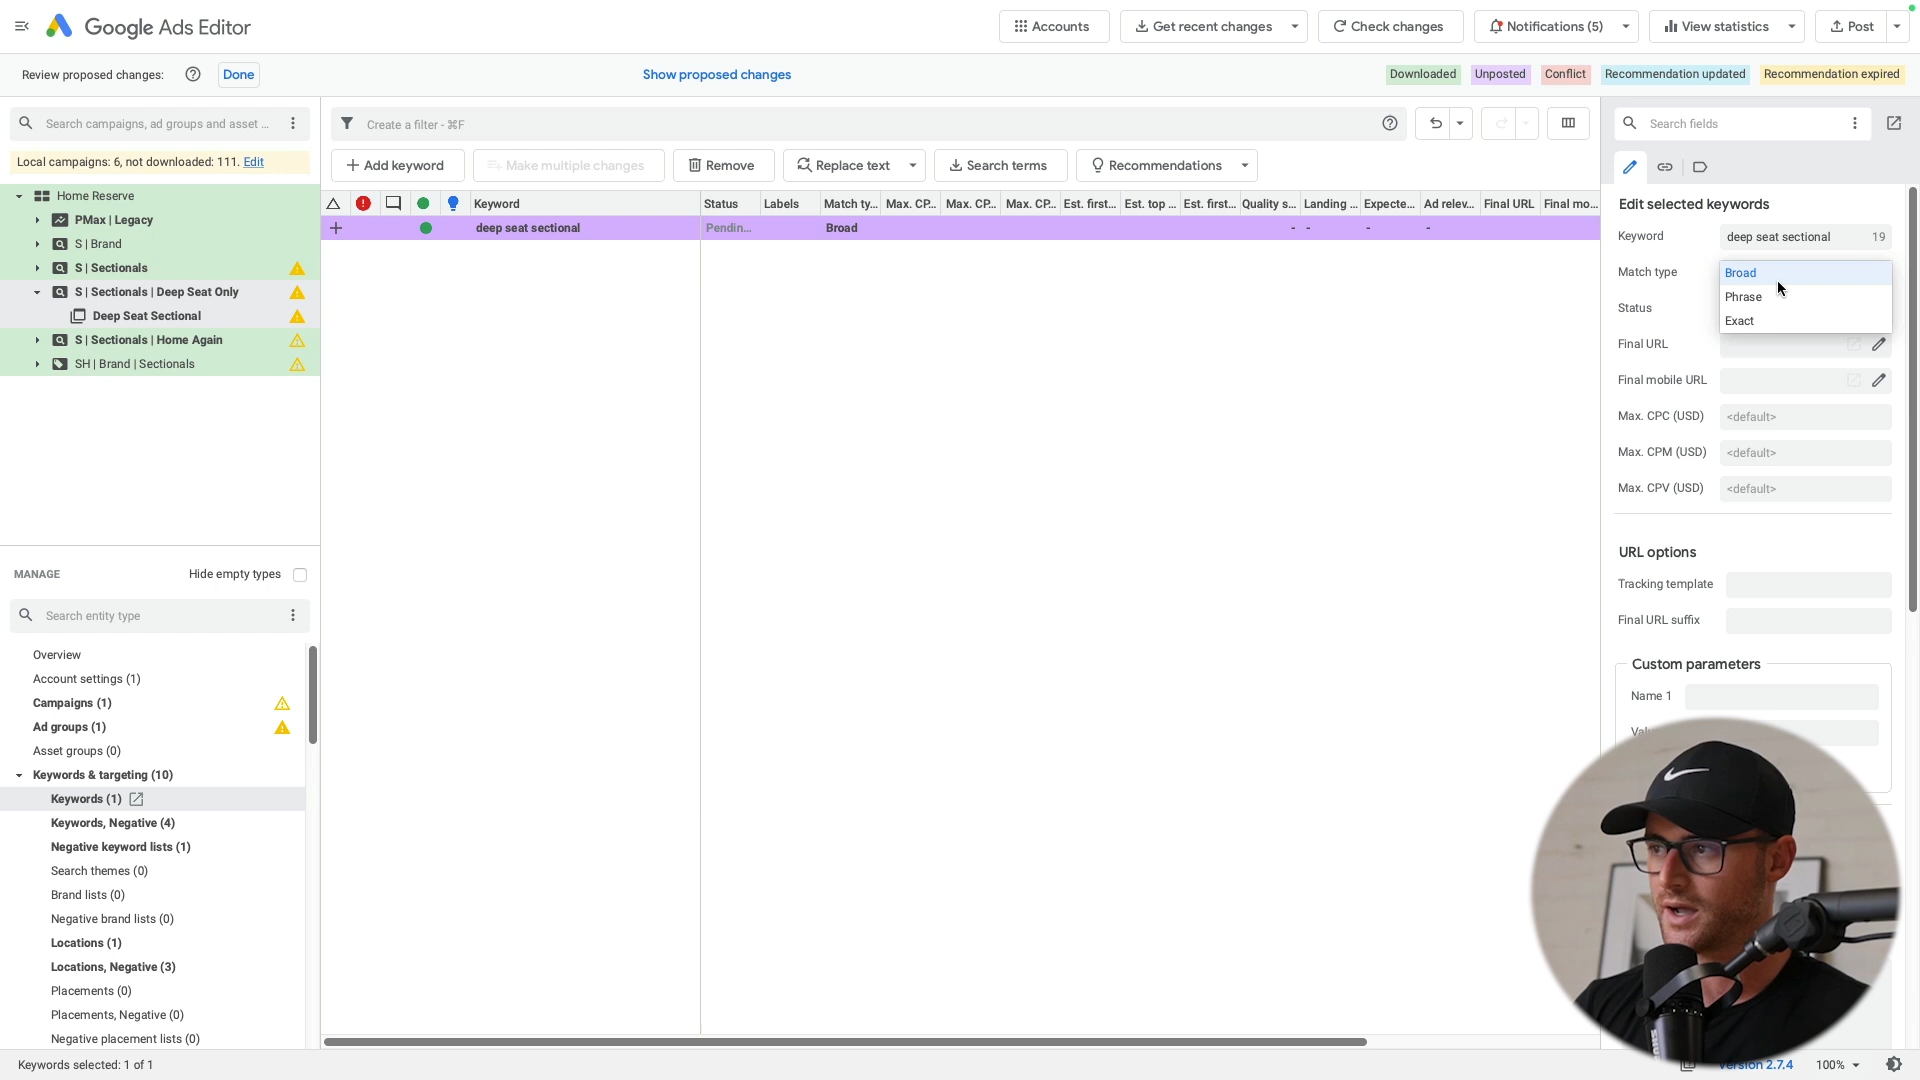 Google Ads Editor
Accounts
Get recent changes
Check changes
Notifications (5)
View statistics
Post
Review proposed changes:
Done
Show proposed changes
Downloaded
Unposted
Conflict
Recommendation updated
Recommendation expired
Search campaigns, ad groups and asset ...
Local campaigns: 6, not downloaded: 111. Edit
Home Reserve
PMax | Legacy
S | Brand
S | Sectionals
S | Sectionals | Deep Seat Only
Deep Seat Sectional
S | Sectionals | Home Again
SH | Brand | Sectionals
MANAGE
Hide empty types
Search entity type
Overview
Account settings (1)
Campaigns (1)
Ad groups (1)
Asset groups (0)
Keywords & targeting (10)
Keywords (1)
Keywords, Negative (4)
Negative keyword lists (1)
Search themes (0)
Brand lists (0)
Negative brand lists (0)
Locations (1)
Locations, Negative (3)
Placements (0)
Placements, Negative (0)
Negative placement lists (0)
Keywords selected: 1 of 1
Create a filter - ⌘F
Add keyword
Make multiple changes
Remove
Replace text
Search terms
Recommendations
Keyword Status Labels Match ty... Max. CP... Max. CP... Max. CP... Est. first... Est. top ... Est. first... Quality s... Landing ... Expecte... Ad relev... Final URL Final mo...
deep seat sectional Pendin... Broad - - - -
Search fields
Edit selected keywords
Keyword deep seat sectional 19
Match type
Broad
Phrase
Exact
Status
Final URL
Final mobile URL
Max. CPC (USD) <default>
Max. CPM (USD) <default>
Max. CPV (USD) <default>
URL options
Tracking template
Final URL suffix
Custom parameters
Name 1
Version 2.7.4
100%